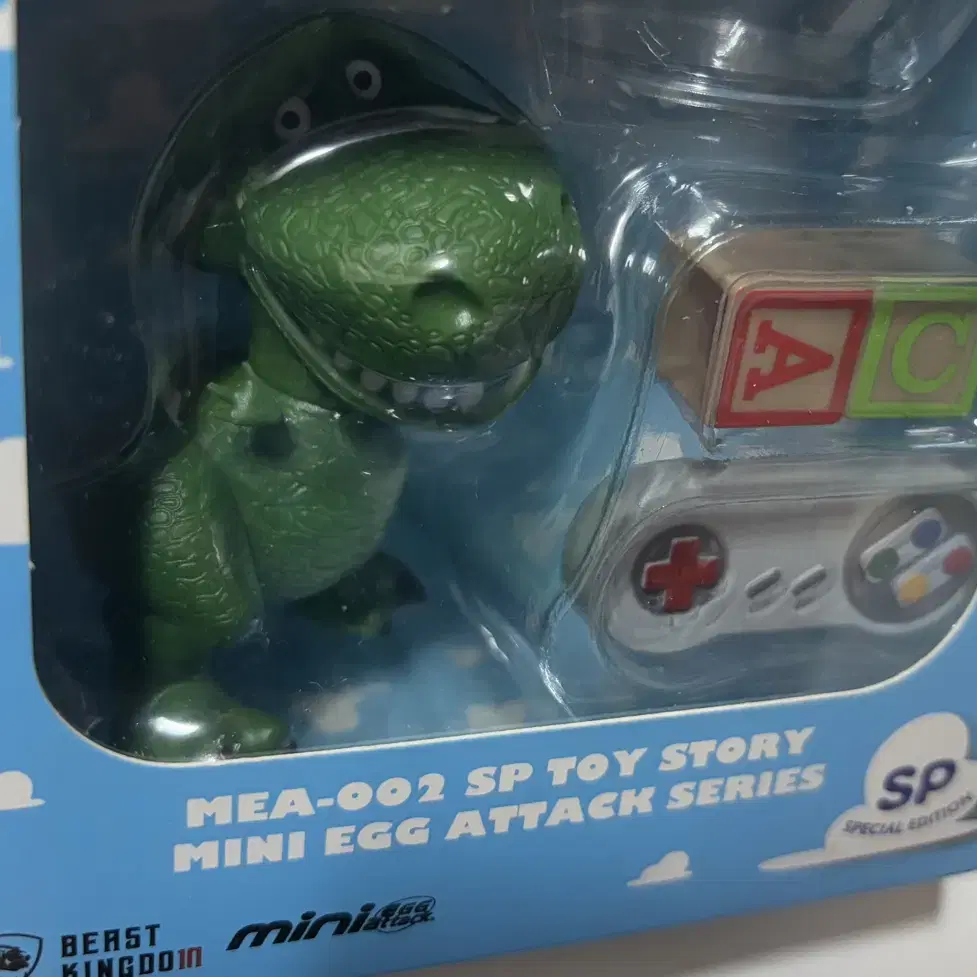 A C
MEA-002 SP TOY STORY
MINI EGG ATTACK SERIES
SP
SPECIAL EDITION
BEAST
KINGDOM
mini EGG
attack